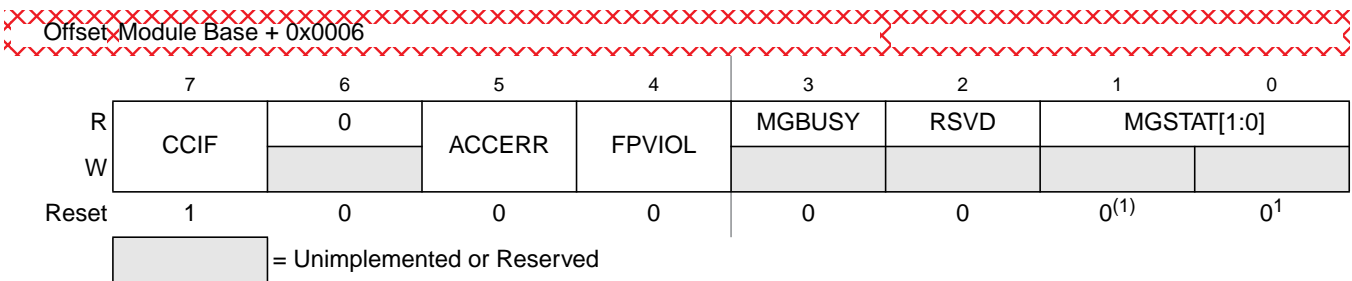 Offset Module Base + 0x0006
7 6 5 4 3 2 1 0
R CCIF 0 ACCERR FPVIOL MGBUSY RSVD MGSTAT[1:0]
W
Reset 1 0 0 0 0 0 0(1) 01
= Unimplemented or Reserved